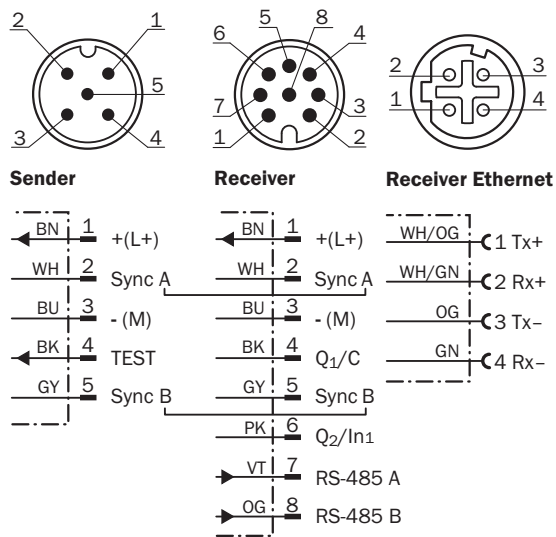 2 1
5
3 4
5 8
6 4
7 3
1 2
2 3
1 4
Sender
Receiver
Receiver Ethernet
BN 1 +(L+)
WH 2 Sync A
BU 3 - (M)
BK 4 TEST
GY 5 Sync B
BN 1 +(L+)
WH 2 Sync A
BU 3 - (M)
BK 4 Q1/C
GY 5 Sync B
PK 6 Q2/In1
VT 7 RS-485 A
OG 8 RS-485 B
WH/OG 1 Tx+
WH/GN 2 Rx+
OG 3 Tx–
GN 4 Rx–